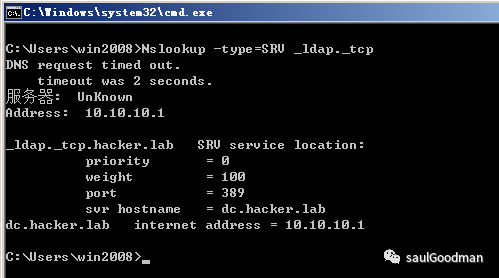 C:\Windows\system32\cmd.exe
C:\Users\win2008>Nslookup -type=SRV _ldap._tcp
DNS request timed out.
    timeout was 2 seconds.
服务器:  UnKnown
Address:  10.10.10.1
_ldap._tcp.hacker.lab   SRV service location:
          priority       = 0
          weight         = 100
          port           = 389
          svr hostname   = dc.hacker.lab
dc.hacker.lab   internet address = 10.10.10.1
C:\Users\win2008>_
saulGoodman